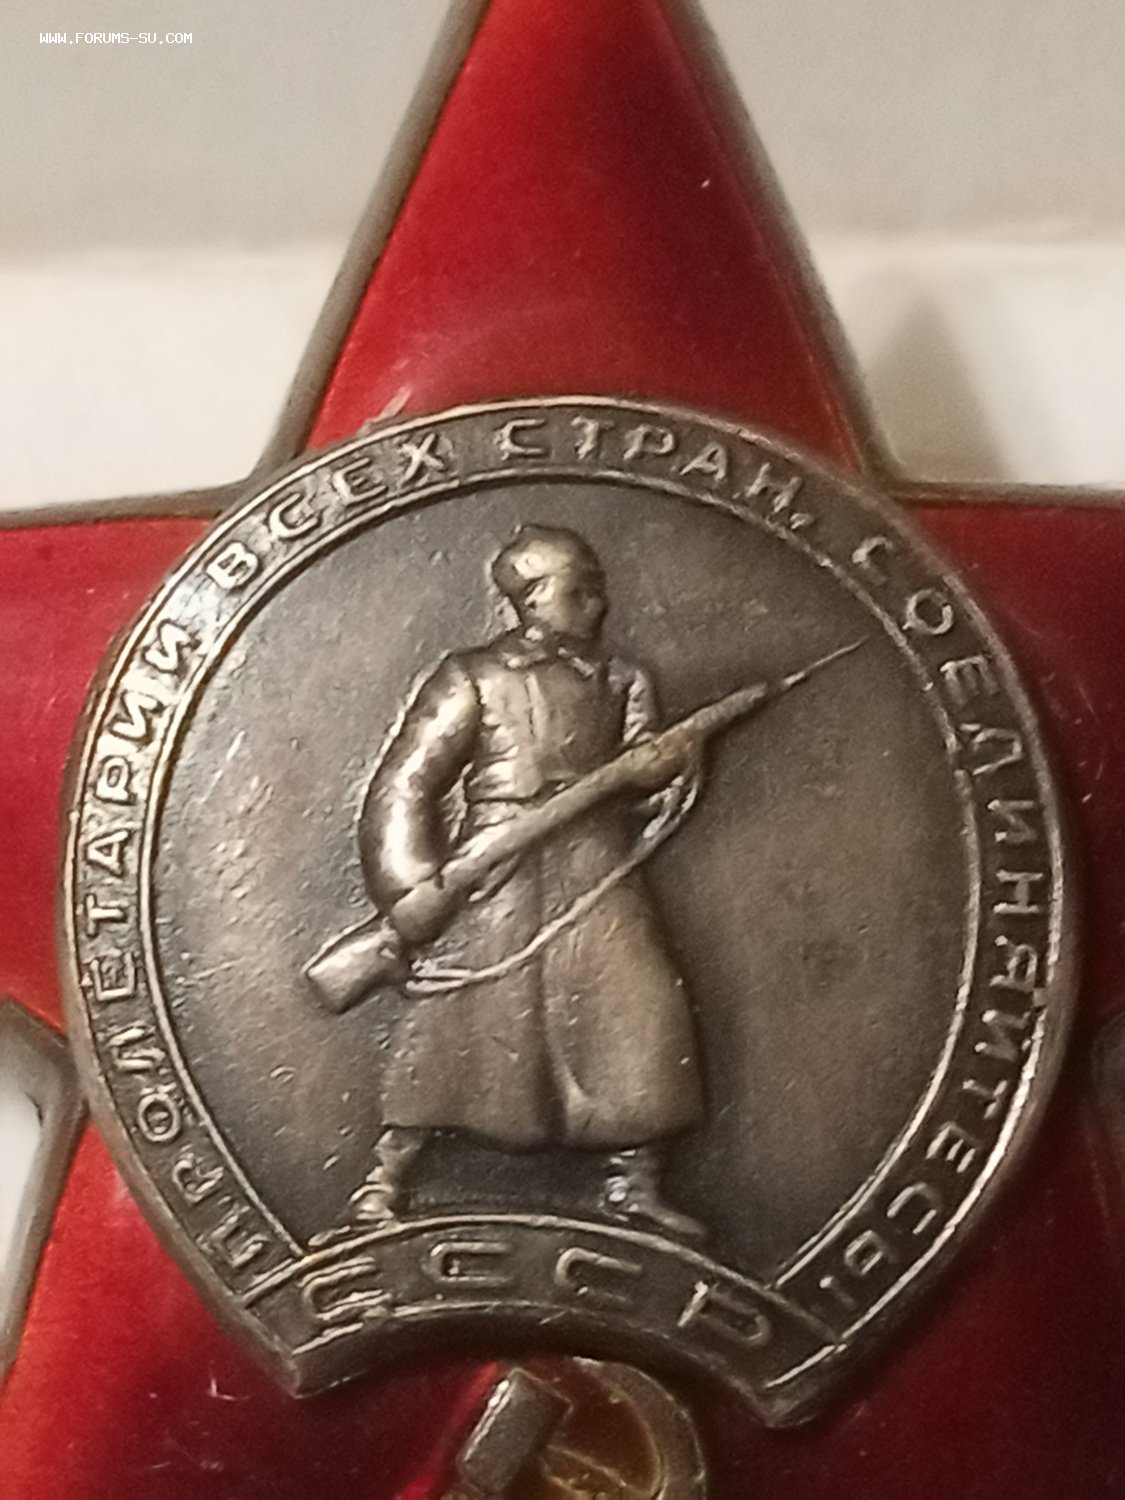 WWW.FORUMS-SU.COM
ПРОЛЕТАРИИ ВСЕХ СТРАН, СОЕДИНЯЙТЕСЬ!
СССР